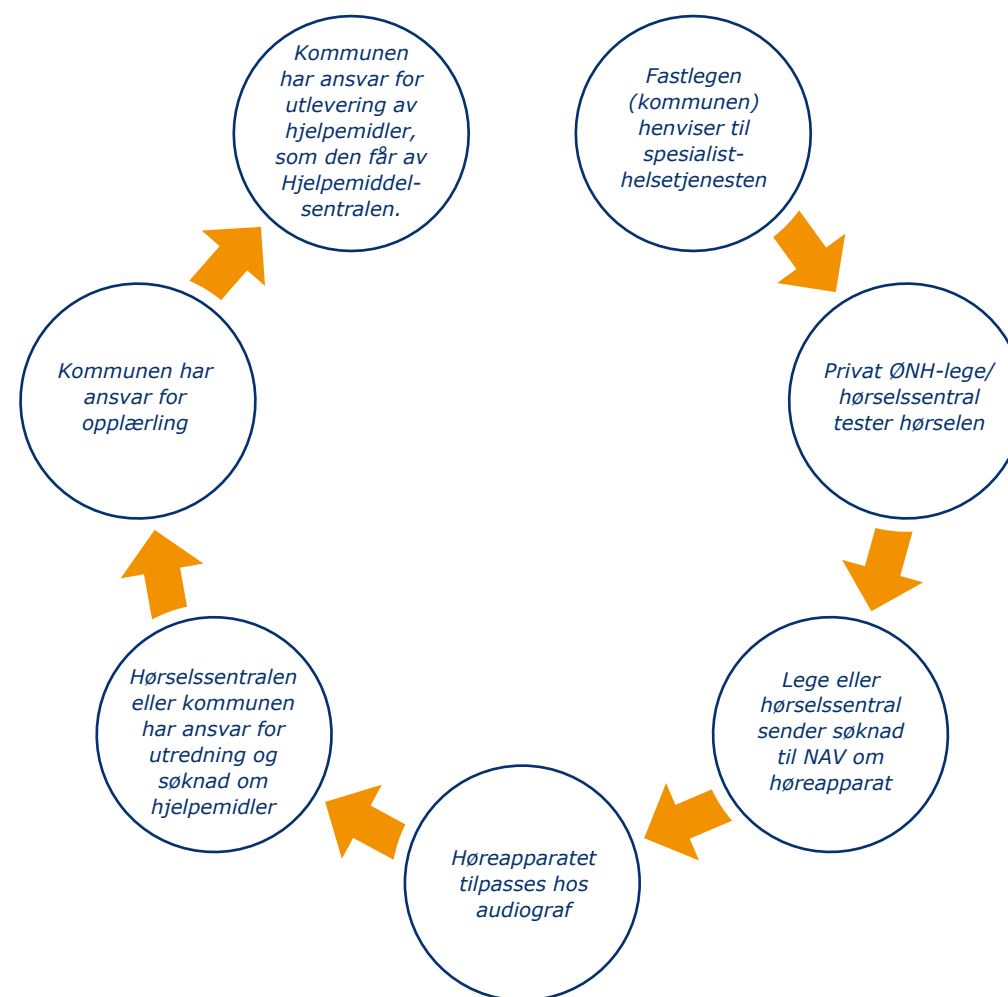 Fastlegen
(kommunen)
henviser til
spesialist-
helsetjenesten
Privat ØNH-lege/
hørselssentral
tester hørselen
Lege eller
hørselssentral
sender søknad
til NAV om
høreapparat
Høreapparatet
tilpasses hos
audiograf
Hørselssentralen
eller kommunen
har ansvar for
utredning og
søknad om
hjelpemidler
Kommunen har
ansvar for
opplærling
Kommunen
har ansvar for
utlevering av
hjelpemidler,
som den får av
Hjelpemiddel-
sentralen.